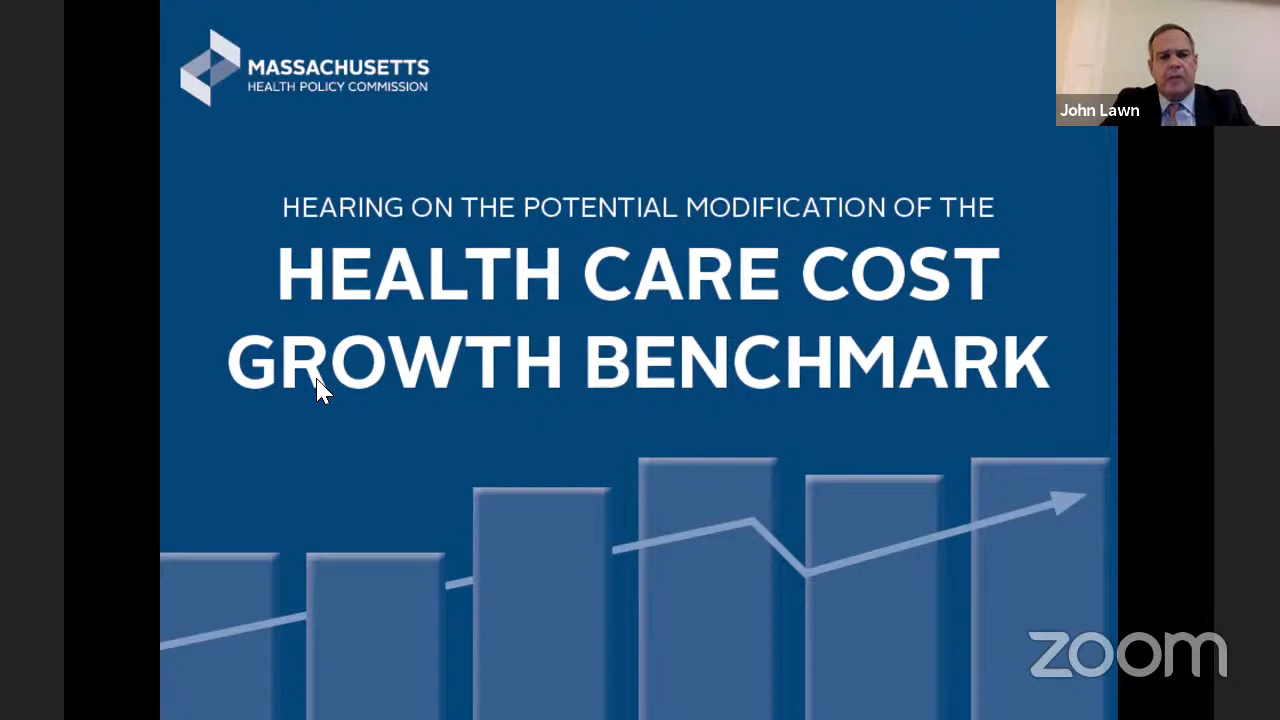 MASSACHUSETTS
HEALTH POLICY COMMISSION
John Lawn
HEARING ON THE POTENTIAL MODIFICATION OF THE
HEALTH CARE COST
GROWTH BENCHMARK
zoom